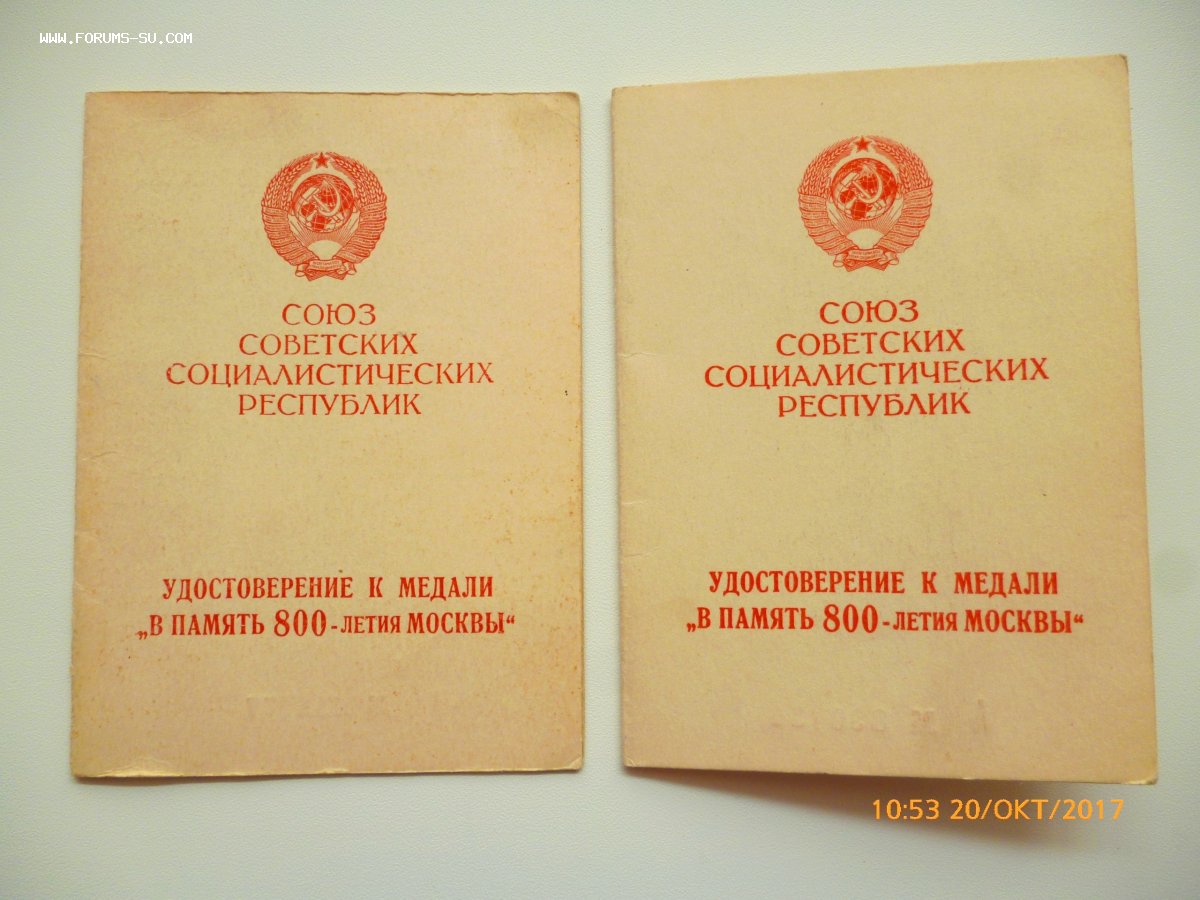 WWW.FORUMS-SU.COM
СОЮЗ
СОВЕТСКИХ
СОЦИАЛИСТИЧЕСКИХ
РЕСПУБЛИК
УДОСТОВЕРЕНИЕ К МЕДАЛИ
„В ПАМЯТЬ 800-ЛЕТИЯ МОСКВЫ“
СОЮЗ
СОВЕТСКИХ
СОЦИАЛИСТИЧЕСКИХ
РЕСПУБЛИК
УДОСТОВЕРЕНИЕ К МЕДАЛИ
„В ПАМЯТЬ 800-ЛЕТИЯ МОСКВЫ“
10:53 20/ОКТ/2017